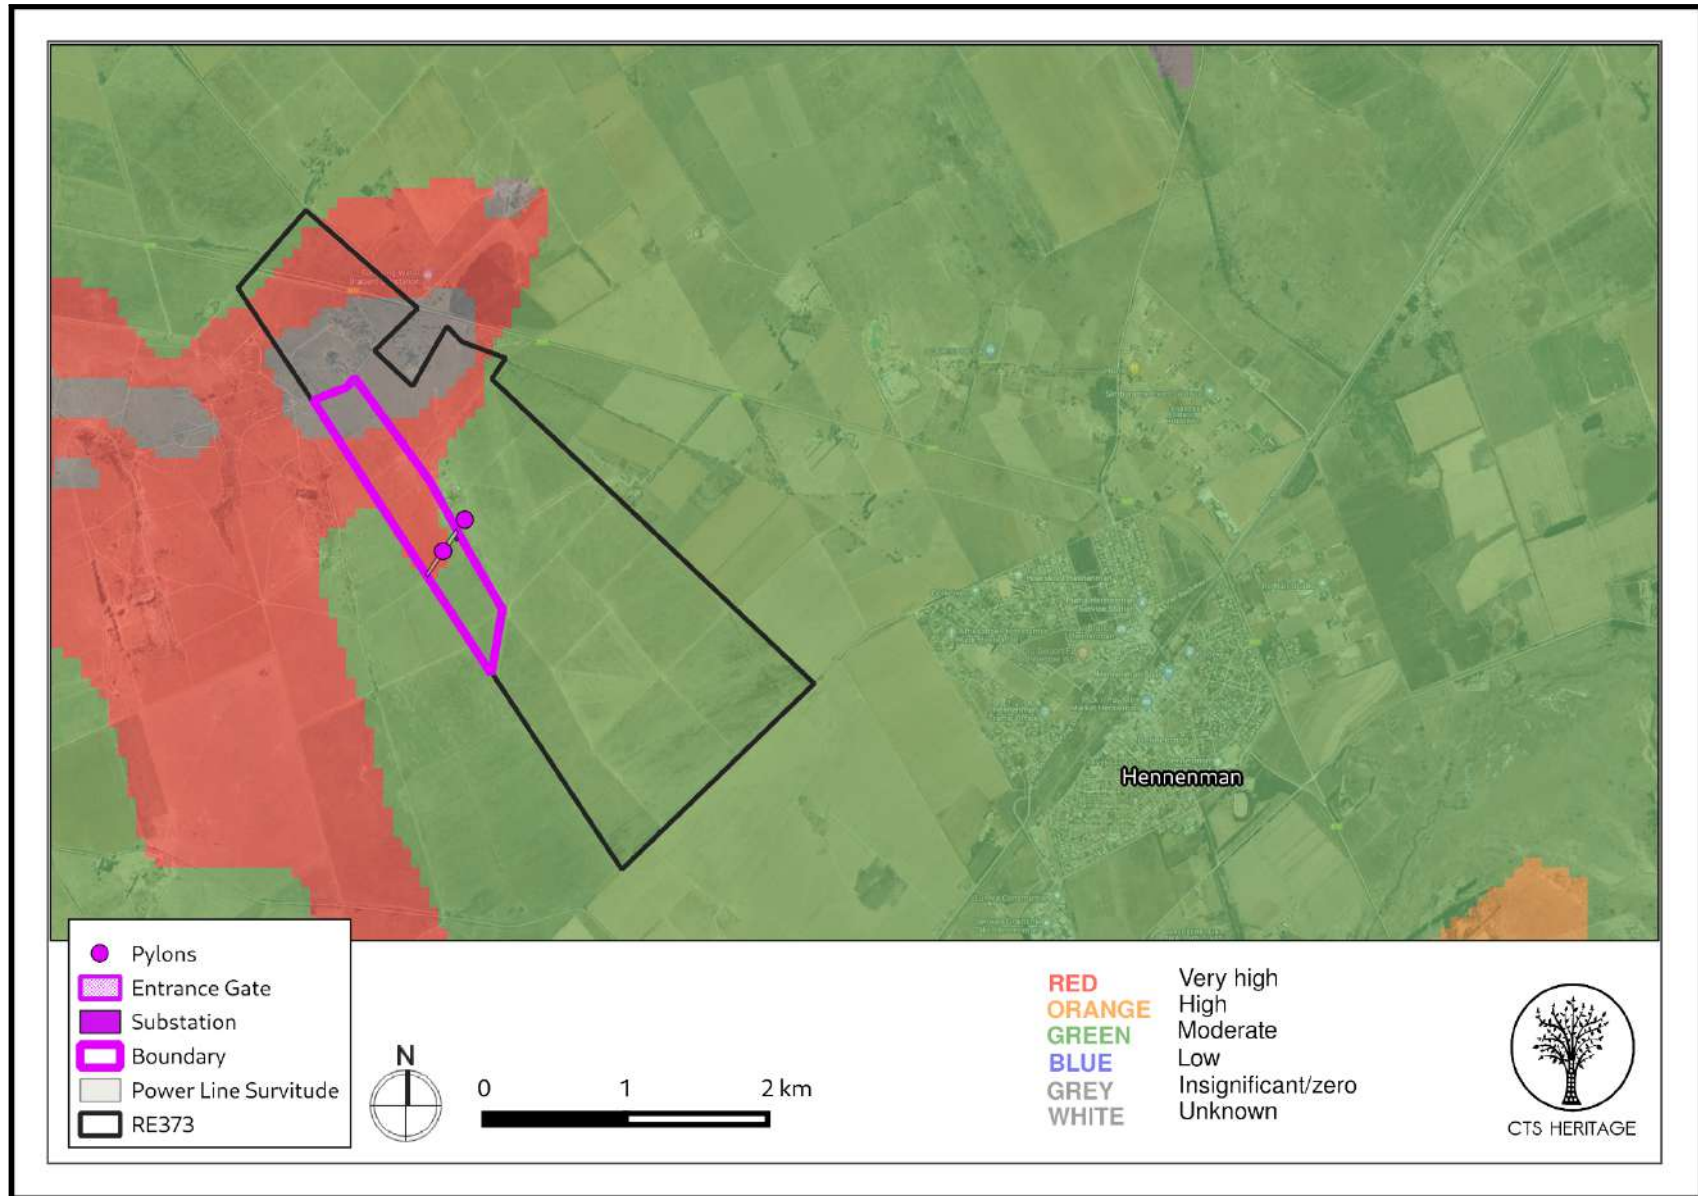 Hennenman
Pylons
Entrance Gate
Substation
Boundary
Power Line Survitude
RE373
N
0 1 2 km
RED Very high
ORANGE High
GREEN Moderate
BLUE Low
GREY Insignificant/zero
WHITE Unknown
CTS HERITAGE